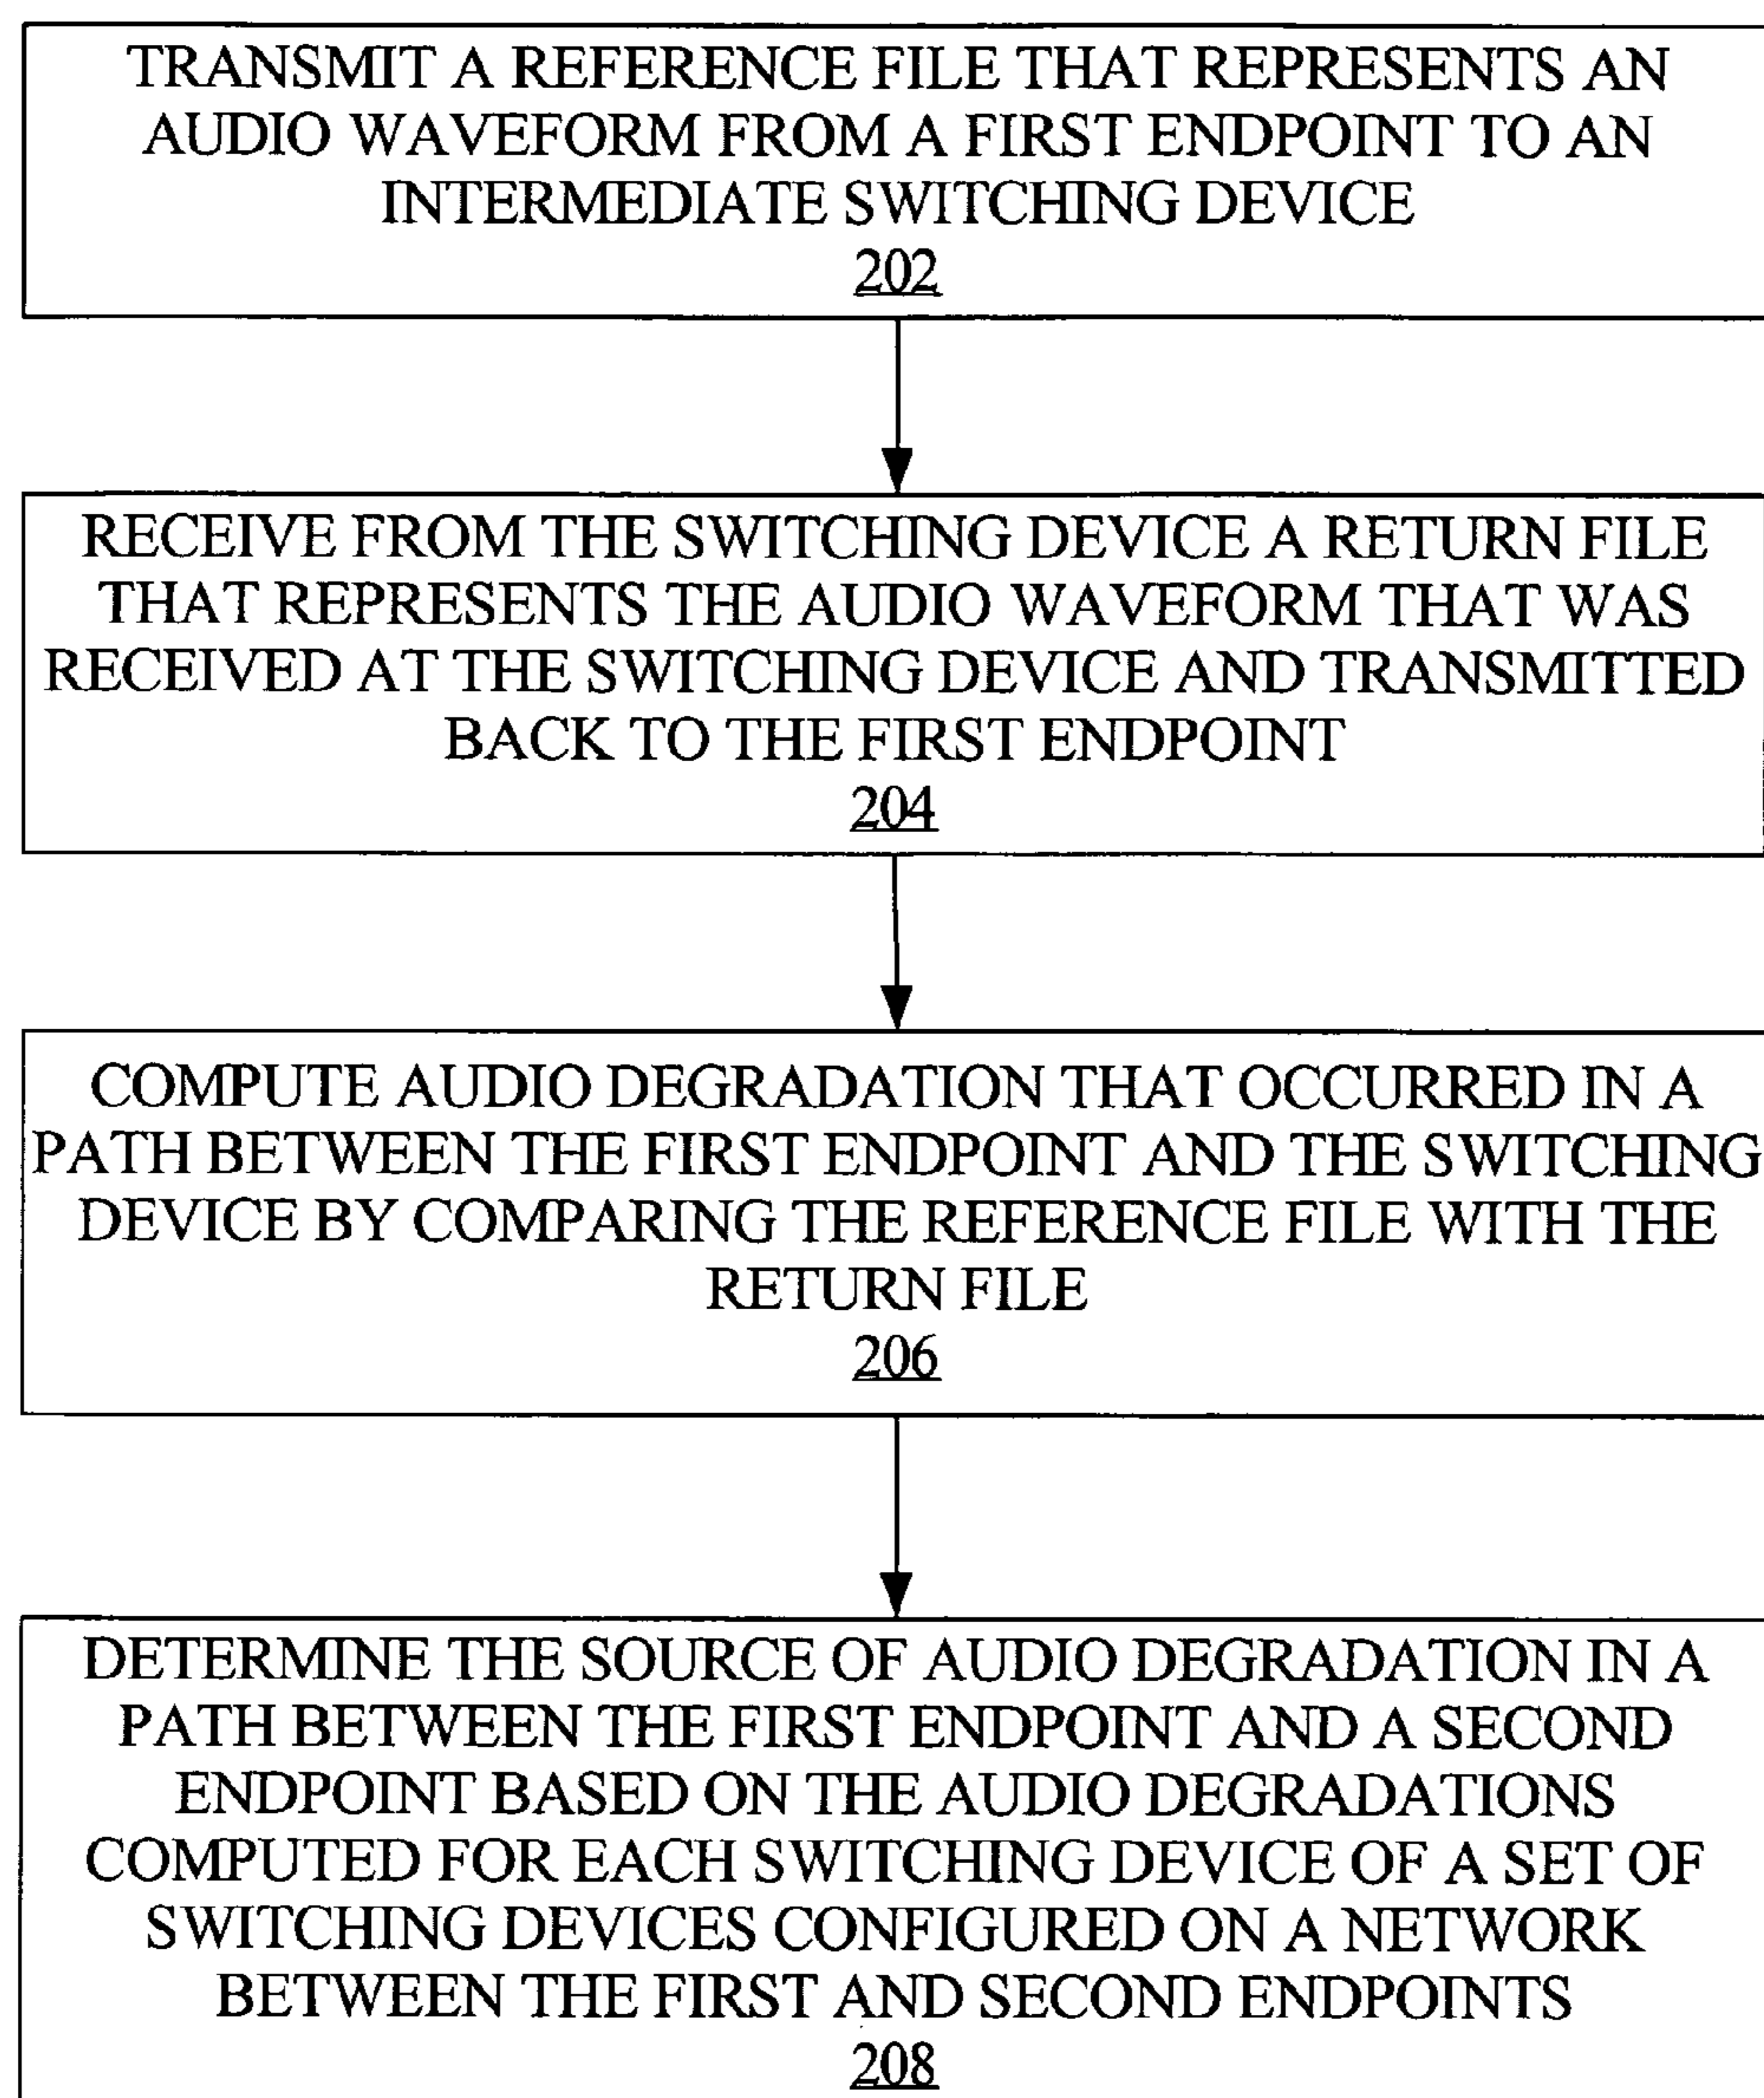 TRANSMIT A REFERENCE FILE THAT REPRESENTS AN
AUDIO WAVEFORM FROM A FIRST ENDPOINT TO AN
INTERMEDIATE SWITCHING DEVICE
202
RECEIVE FROM THE SWITCHING DEVICE A RETURN FILE
THAT REPRESENTS THE AUDIO WAVEFORM THAT WAS
RECEIVED AT THE SWITCHING DEVICE AND TRANSMITTED
BACK TO THE FIRST ENDPOINT
204
COMPUTE AUDIO DEGRADATION THAT OCCURRED IN A
PATH BETWEEN THE FIRST ENDPOINT AND THE SWITCHING
DEVICE BY COMPARING THE REFERENCE FILE WITH THE
RETURN FILE
206
DETERMINE THE SOURCE OF AUDIO DEGRADATION IN A
PATH BETWEEN THE FIRST ENDPOINT AND A SECOND
ENDPOINT BASED ON THE AUDIO DEGRADATIONS
COMPUTED FOR EACH SWITCHING DEVICE OF A SET OF
SWITCHING DEVICES CONFIGURED ON A NETWORK
BETWEEN THE FIRST AND SECOND ENDPOINTS
208